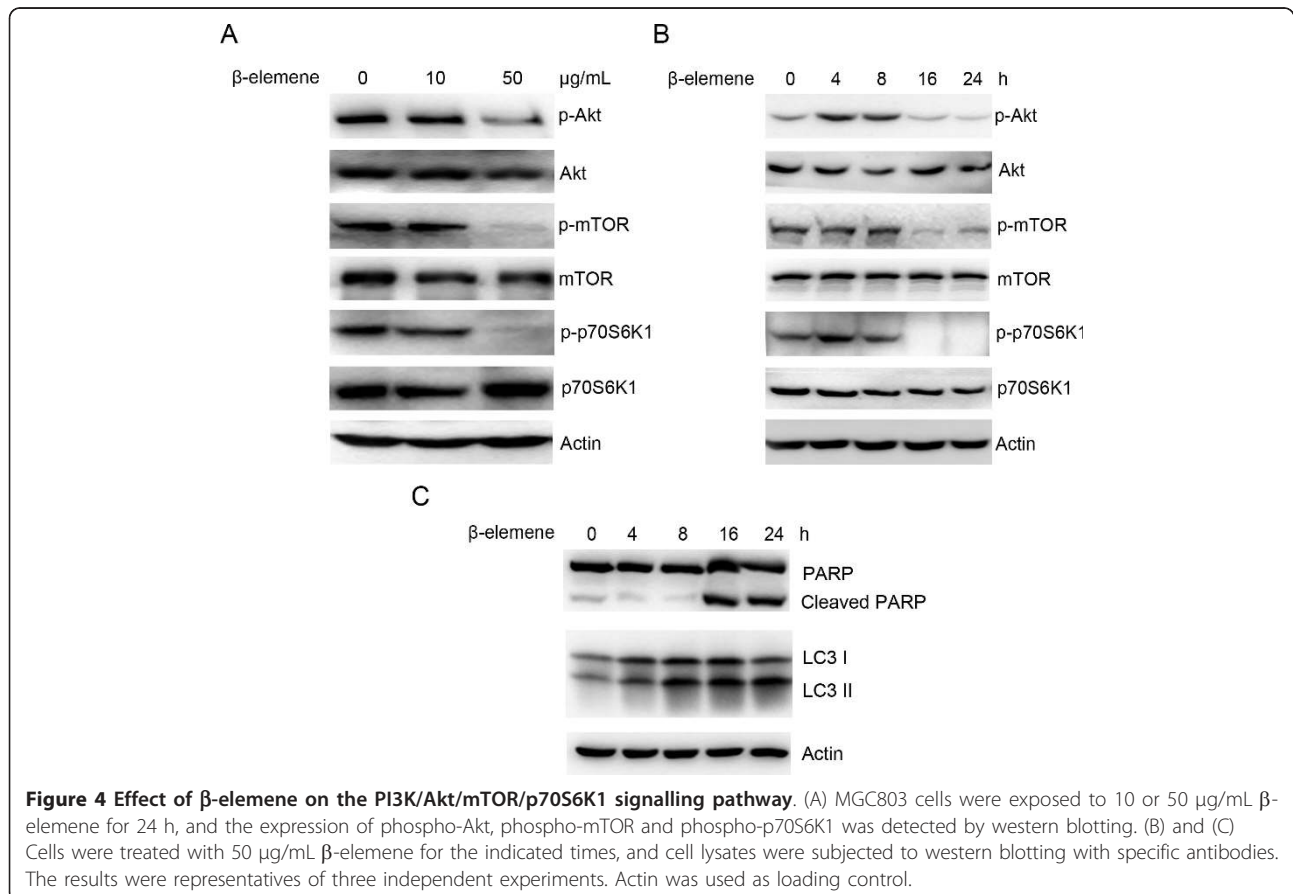 A
β-elemene 0 10 50 μg/mL
p-Akt
Akt
p-mTOR
mTOR
p-p70S6K1
p70S6K1
Actin
B
β-elemene 0 4 8 16 24 h
p-Akt
Akt
p-mTOR
mTOR
p-p70S6K1
p70S6K1
Actin
C
β-elemene 0 4 8 16 24 h
PARP
Cleaved PARP
LC3 I
LC3 II
Actin
Figure 4 Effect of β-elemene on the PI3K/Akt/mTOR/p70S6K1 signalling pathway. (A) MGC803 cells were exposed to 10 or 50 μg/mL β-
elemene for 24 h, and the expression of phospho-Akt, phospho-mTOR and phospho-p70S6K1 was detected by western blotting. (B) and (C)
Cells were treated with 50 μg/mL β-elemene for the indicated times, and cell lysates were subjected to western blotting with specific antibodies.
The results were representatives of three independent experiments. Actin was used as loading control.